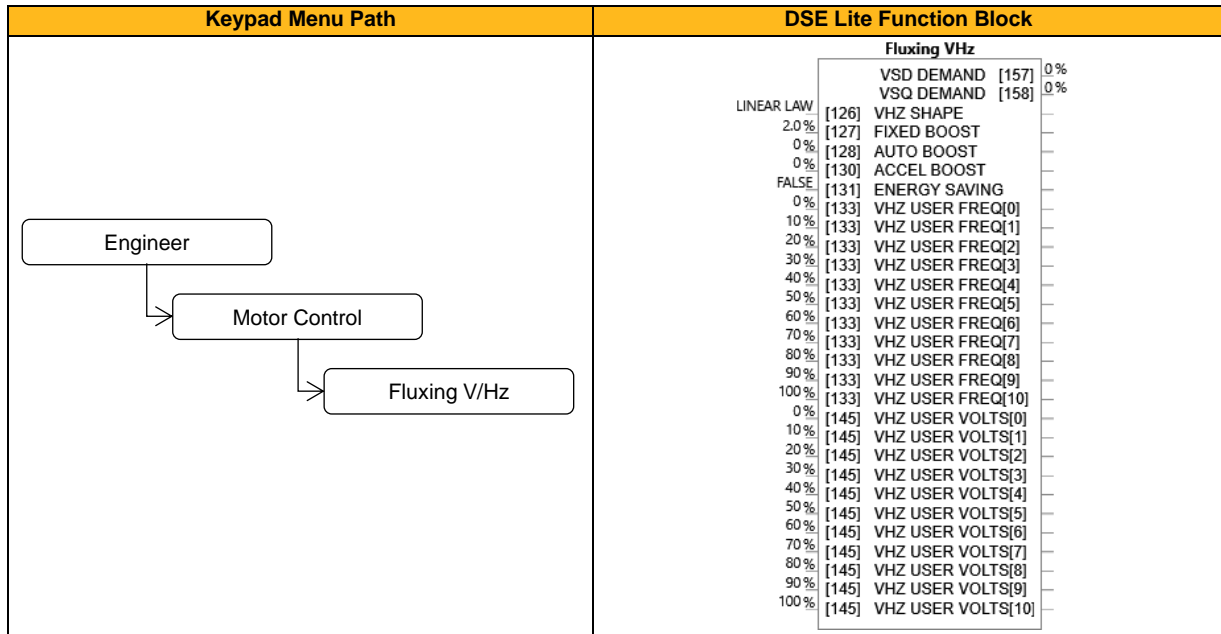 Keypad Menu Path
DSE Lite Function Block
Engineer
Motor Control
Fluxing V/Hz
Fluxing VHz
VSD DEMAND [157] 0 %
VSQ DEMAND [158] 0 %
LINEAR LAW [126] VHZ SHAPE
2.0 % [127] FIXED BOOST
0 % [128] AUTO BOOST
0 % [130] ACCEL BOOST
FALSE [131] ENERGY SAVING
0 % [133] VHZ USER FREQ[0]
10 % [133] VHZ USER FREQ[1]
20 % [133] VHZ USER FREQ[2]
30 % [133] VHZ USER FREQ[3]
40 % [133] VHZ USER FREQ[4]
50 % [133] VHZ USER FREQ[5]
60 % [133] VHZ USER FREQ[6]
70 % [133] VHZ USER FREQ[7]
80 % [133] VHZ USER FREQ[8]
90 % [133] VHZ USER FREQ[9]
100 % [133] VHZ USER FREQ[10]
0 % [145] VHZ USER VOLTS[0]
10 % [145] VHZ USER VOLTS[1]
20 % [145] VHZ USER VOLTS[2]
30 % [145] VHZ USER VOLTS[3]
40 % [145] VHZ USER VOLTS[4]
50 % [145] VHZ USER VOLTS[5]
60 % [145] VHZ USER VOLTS[6]
70 % [145] VHZ USER VOLTS[7]
80 % [145] VHZ USER VOLTS[8]
90 % [145] VHZ USER VOLTS[9]
100 % [145] VHZ USER VOLTS[10]